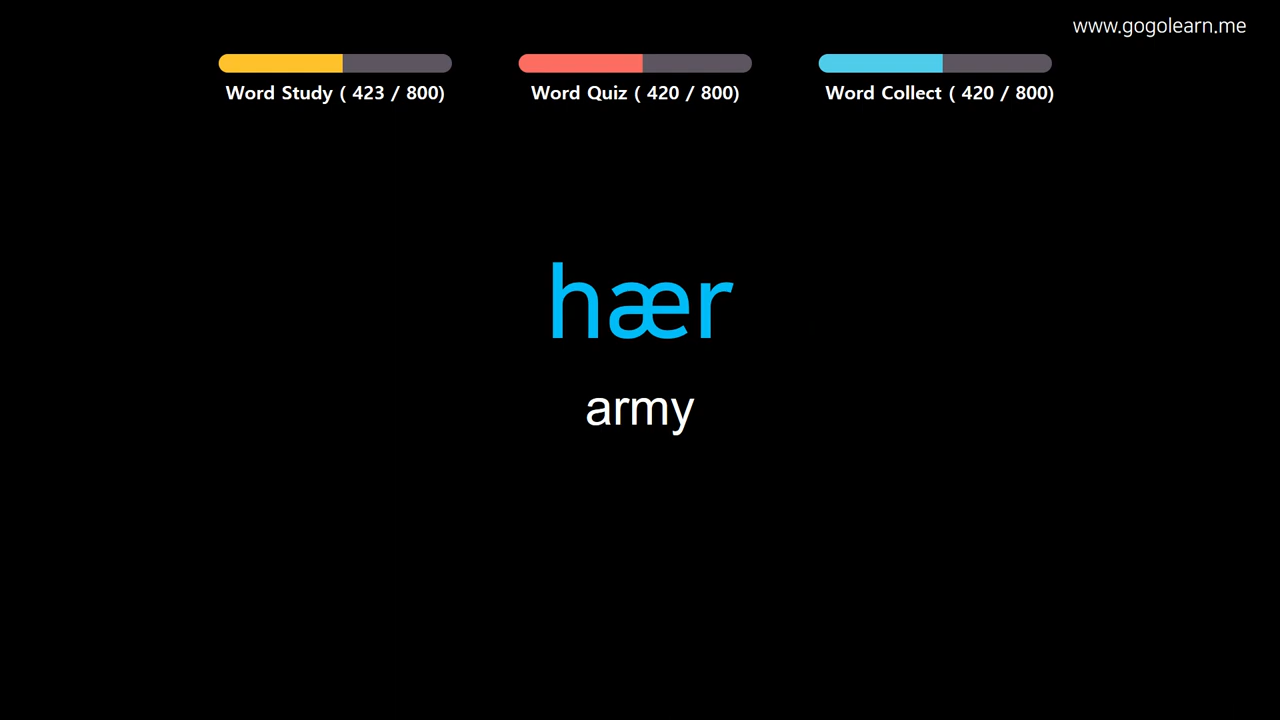 www.gogolearn.me
Word Study ( 423 / 800)
Word Quiz ( 420 / 800)
Word Collect ( 420 / 800)
hær
army